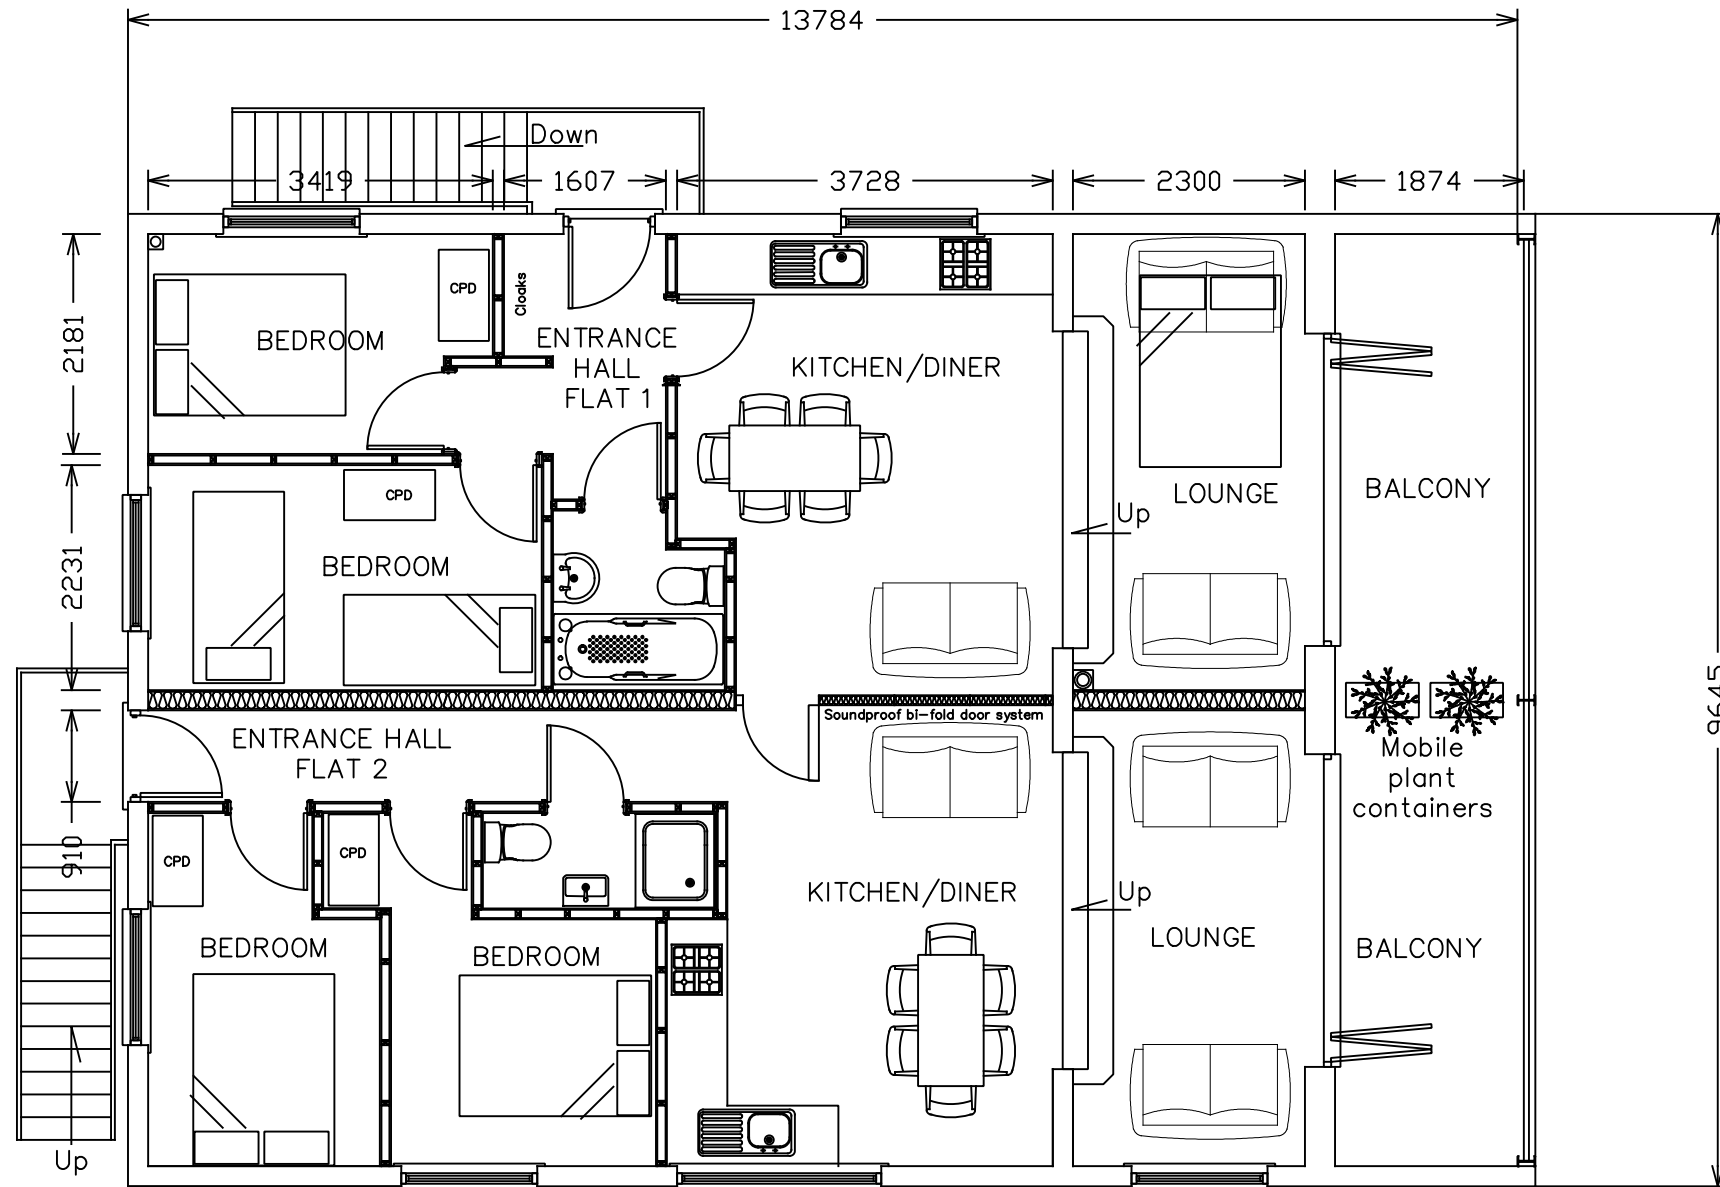 13784
Down
3419
1607
3728
2300
1874
CPD
Cloaks
2181
BEDROOM
ENTRANCE
HALL
FLAT 1
KITCHEN/DINER
CPD
LOUNGE
BALCONY
Up
2231
BEDROOM
9645
Soundproof bi-fold door system
ENTRANCE HALL
FLAT 2
Mobile
plant
containers
910
CPD
CPD
KITCHEN/DINER
Up
BEDROOM
BEDROOM
LOUNGE
BALCONY
Up